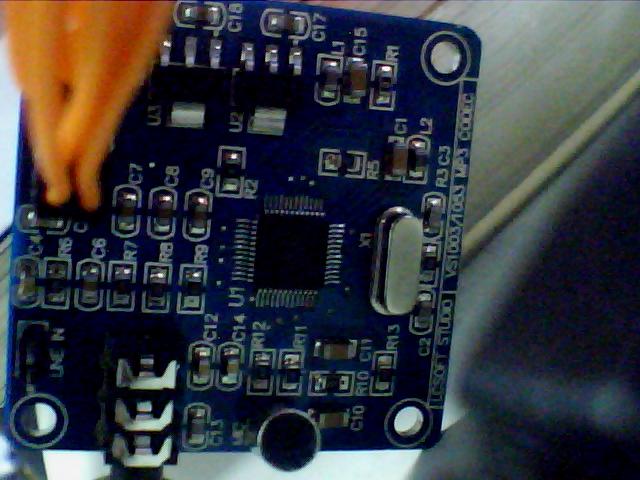 C18
C17
L1
C15
R1
U3
U2
C1
L2
R5
R2
R3
C3
C7
C8
C9
X1
C4
R6
C6
R7
R8
R9
U1
C2
C12
C14
R12
R11
C11
R13
R10
C10
C13
LINE IN
LCSOFT STUDIO | VS1003/1053 MP3 CODEC